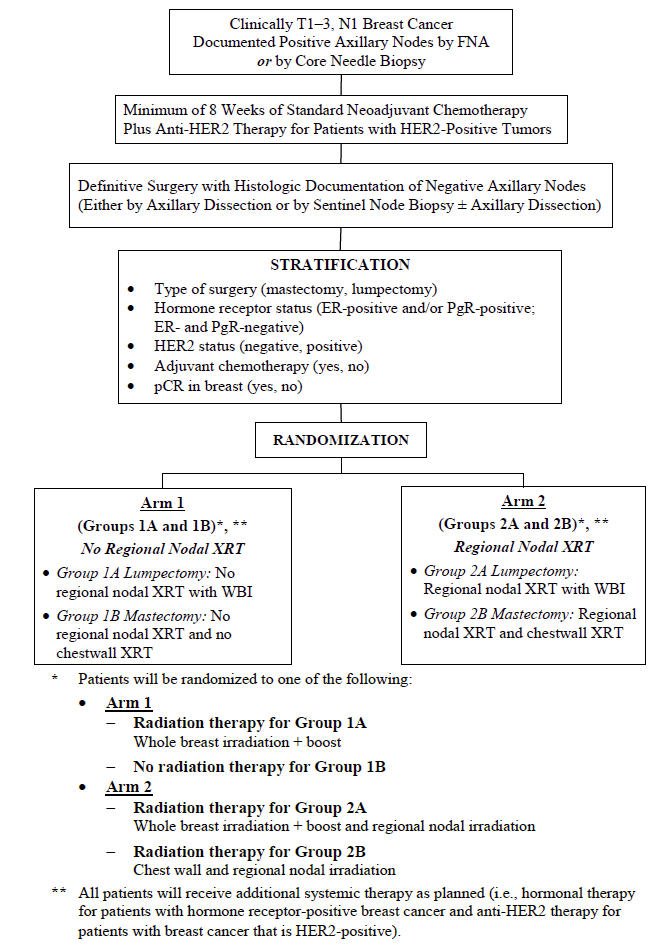 Clinically T1–3, N1 Breast Cancer
Documented Positive Axillary Nodes by FNA
or by Core Needle Biopsy
Minimum of 8 Weeks of Standard Neoadjuvant Chemotherapy
Plus Anti-HER2 Therapy for Patients with HER2-Positive Tumors
Definitive Surgery with Histologic Documentation of Negative Axillary Nodes
(Either by Axillary Dissection or by Sentinel Node Biopsy ± Axillary Dissection)
STRATIFICATION
• Type of surgery (mastectomy, lumpectomy)
• Hormone receptor status (ER-positive and/or PgR-positive;
ER- and PgR-negative)
• HER2 status (negative, positive)
• Adjuvant chemotherapy (yes, no)
• pCR in breast (yes, no)
RANDOMIZATION
Arm 1
(Groups 1A and 1B)*, **
No Regional Nodal XRT
• Group 1A Lumpectomy: No
regional nodal XRT with WBI
• Group 1B Mastectomy: No
regional nodal XRT and no
chestwall XRT
Arm 2
(Groups 2A and 2B)*, **
Regional Nodal XRT
• Group 2A Lumpectomy:
Regional nodal XRT with WBI
• Group 2B Mastectomy: Regional
nodal XRT and chestwall XRT
* Patients will be randomized to one of the following:
• Arm 1
– Radiation therapy for Group 1A
Whole breast irradiation + boost
– No radiation therapy for Group 1B
• Arm 2
– Radiation therapy for Group 2A
Whole breast irradiation + boost and regional nodal irradiation
– Radiation therapy for Group 2B
Chest wall and regional nodal irradiation
** All patients will receive additional systemic therapy as planned (i.e., hormonal therapy
for patients with hormone receptor-positive breast cancer and anti-HER2 therapy for
patients with breast cancer that is HER2-positive).